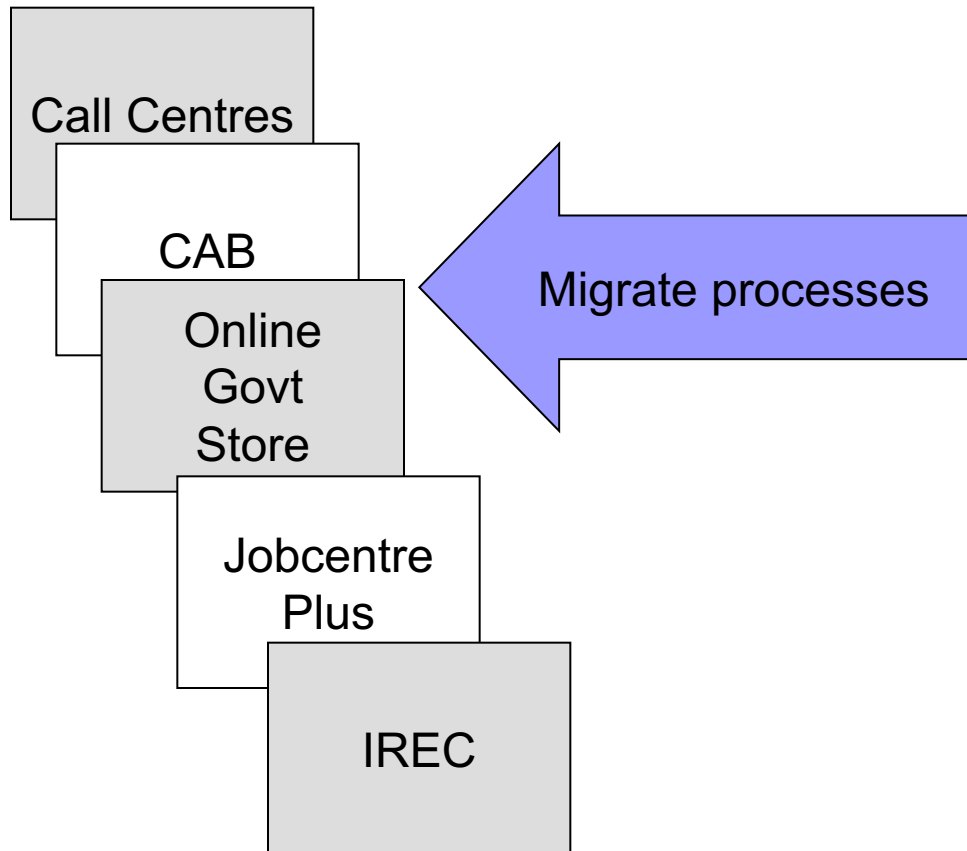 Call Centres
CAB
Online
Govt
Store
Migrate processes
Jobcentre
Plus
IREC